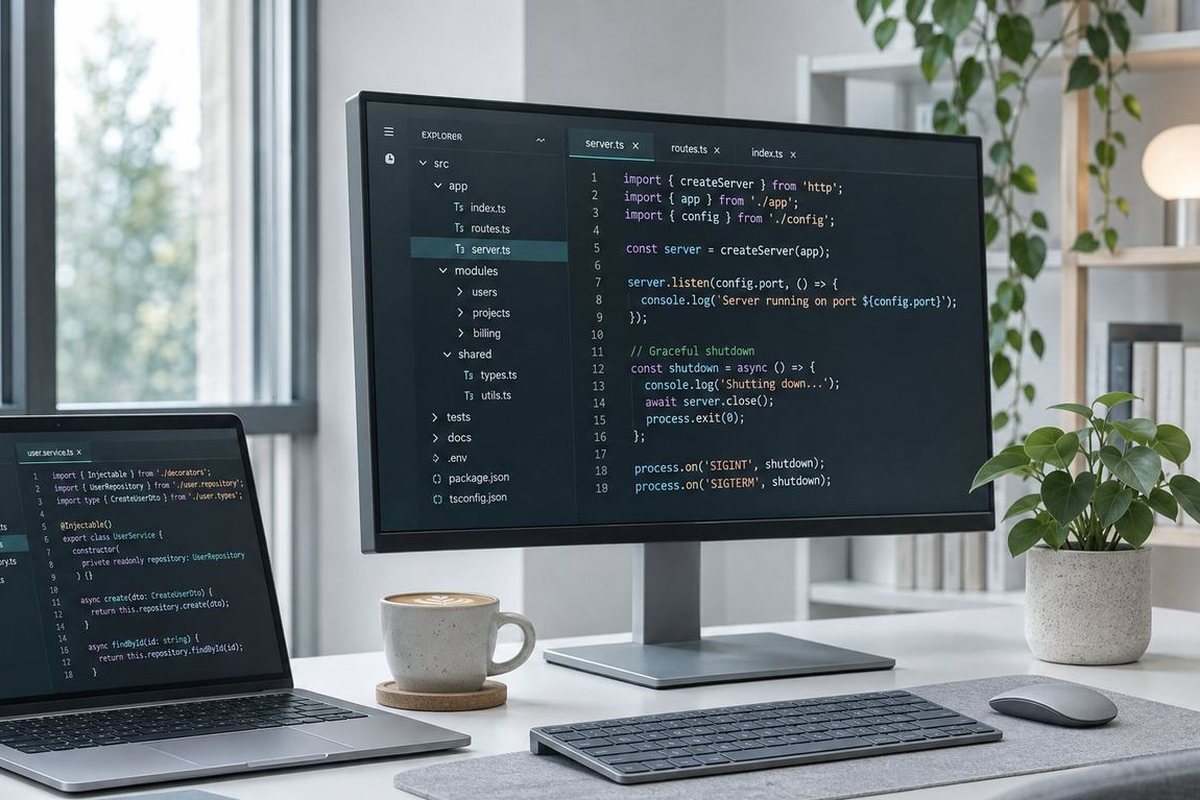 EXPLORER
src
app
Ts index.ts
Ts routes.ts
T3 server.ts
modules
users
projects
billing
shared
Ts types.ts
Ts utils.ts
tests
docs
.env
package.json
tsconfig.json
server.ts × routes.ts × index.ts ×
1 import { createServer } from 'http';
2 import { app } from './app';
3 import { config } from './config';
4
5 const server = createServer(app);
6
7 server.listen(config.port, () => {
8 console.log('Server running on port ${config.port}');
9 });
10
11 // Graceful shutdown
12 const shutdown = async () => {
13 console.log('Shutting down...');
14 await server.close();
15 process.exit(0);
16 };
17
18 process.on('SIGINT', shutdown);
19 process.on('SIGTERM', shutdown);
user.service.ts ×
1 import { Injectable } from './decorators';
2 import { UserRepository } from './user.repository';
3 import type { CreateUserDto } from './user.types';
4
5 @Injectable()
6 export class UserService {
7 constructor(
8 private readonly repository: UserRepository
9 ) {}
10
11 async create(dto: CreateUserDto) {
12 return this.repository.create(dto);
14 }
14
16 async findById(id: string) {
17 return this.repository.findById(id);
18 }